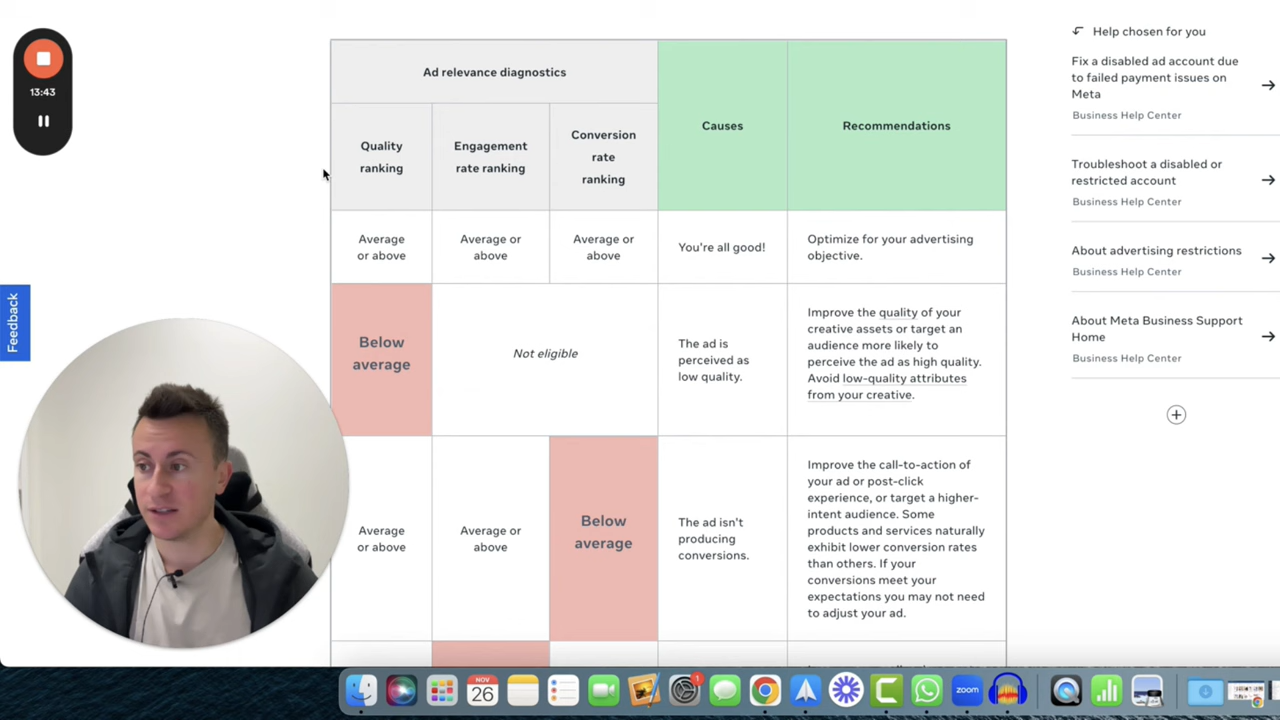 13:43
Feedback
Ad relevance diagnostics
Causes
Recommendations
Quality
ranking
Engagement
rate ranking
Conversion
rate
ranking
Average
or above
Average or
above
Average or
above
You're all good!
Optimize for your advertising
objective.
Below
average
Not eligible
The ad is
perceived as
low quality.
Improve the quality of your
creative assets or target an
audience more likely to
perceive the ad as high quality.
Avoid low-quality attributes
from your creative.
Average
or above
Average or
above
Below
average
The ad isn't
producing
conversions.
Improve the call-to-action of
your ad or post-click
experience, or target a higher-
intent audience. Some
products and services naturally
exhibit lower conversion rates
than others. If your
conversions meet your
expectations you may not need
to adjust your ad.
Help chosen for you
Fix a disabled ad account due
to failed payment issues on
Meta
Business Help Center
Troubleshoot a disabled or
restricted account
Business Help Center
About advertising restrictions
Business Help Center
About Meta Business Support
Home
Business Help Center
NOV
26
1
zoom